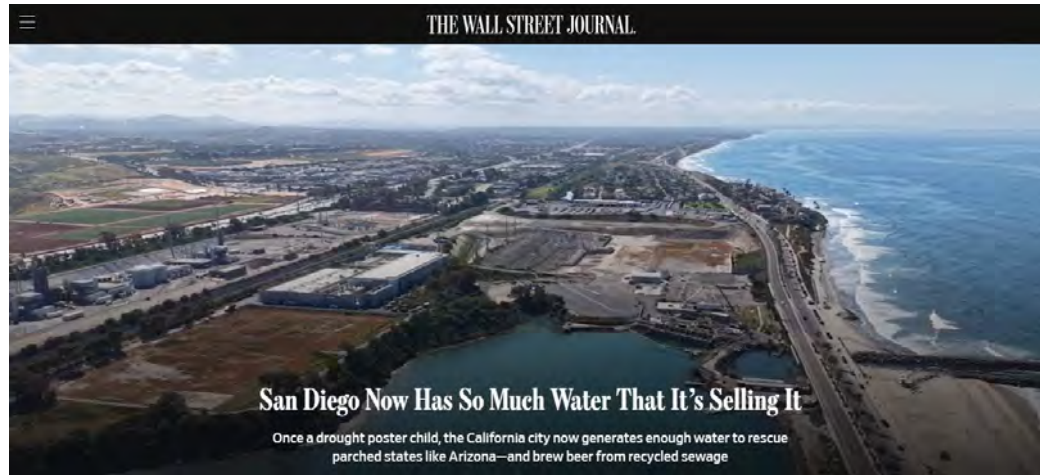 THE WALL STREET JOURNAL.
San Diego Now Has So Much Water That It's Selling It
Once a drought poster child, the California city now generates enough water to rescue
parched states like Arizona—and brew beer from recycled sewage